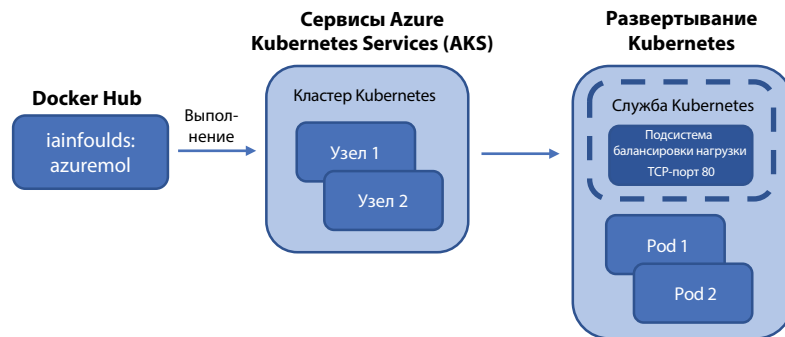 Docker Hub
iainfoulds:
azuremol
Выпол-
нение
Сервисы Azure
Kubernetes Services (AKS)
Кластер Kubernetes
Узел 1
Узел 2
Развертывание
Kubernetes
Служба Kubernetes
Подсистема
балансировки нагрузки
TCP-порт 80
Pod 1
Pod 2